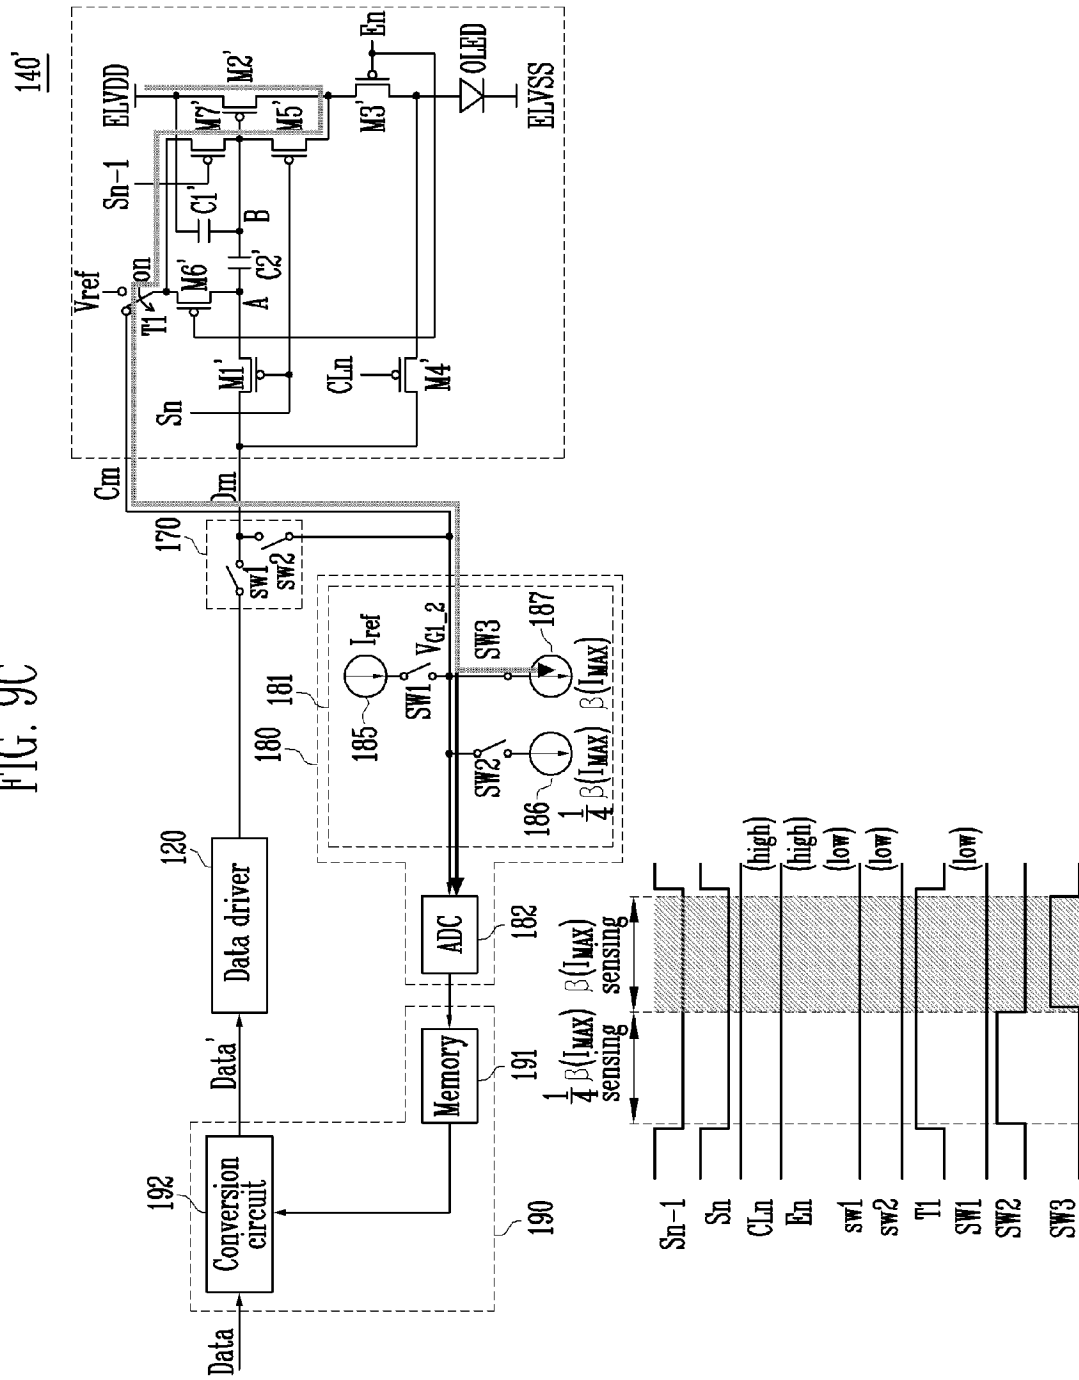 FIG. 9C
140'
ELVDD
M2'
M7'
M5'
Sn-1
C1'
B
C2'
Vref
on
T1
M6'
A
M1'
Sn
En
M3'
OLED
ELVSS
CLn
M4'
Cm
Dm
170
sw1
sw2
180
181
Iref
185
SW1
VG1_2
SW3
187
β(IMAX)
SW2
186
1/4 β(IMAX)
120
Data driver
Data'
ADC
182
Memory
191
192
Conversion
circuit
190
Data
1/4 β(IMAX)
sensing
β(IMAX)
sensing
Sn-1
Sn
CLn (high)
En (high)
sw1 (low)
sw2 (low)
T1
SW1 (low)
SW2
SW3